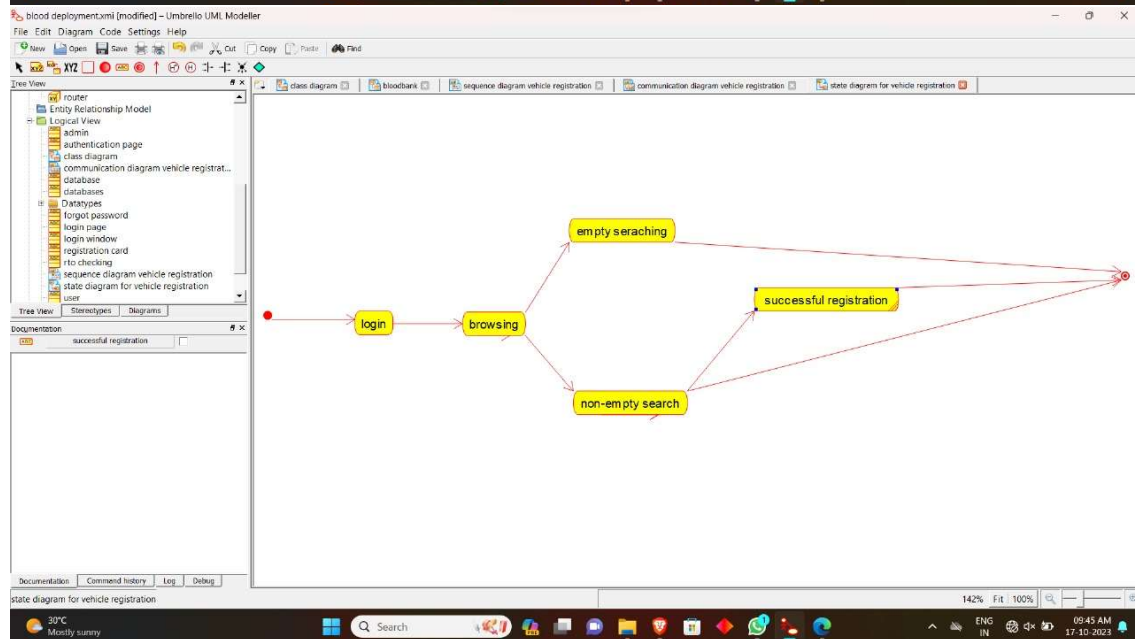 blood deployment.xmi [modified] – Umbrello UML Modeller
File Edit Diagram Code Settings Help
New Open Save Cut Copy Paste Find
XYZ
Tree View
class diagram bloodbank sequence diagram vehicle registration communication diagram vehicle registration state diagram for vehicle registration
router
Entity Relationship Model
Logical View
admin
authentication page
class diagram
communication diagram vehicle registrat...
database
databases
Datatypes
forgot password
login page
login window
registration card
rto checking
sequence diagram vehicle registration
state diagram for vehicle registration
user
Tree View Stereotypes Diagrams
Documentation
successful registration
empty seraching
successful registration
login
browsing
non-empty search
Documentation Command history Log Debug
state diagram for vehicle registration
142% Fit 100%
30°C
Mostly sunny
Search
ENG
IN
09:45 AM
17-10-2023